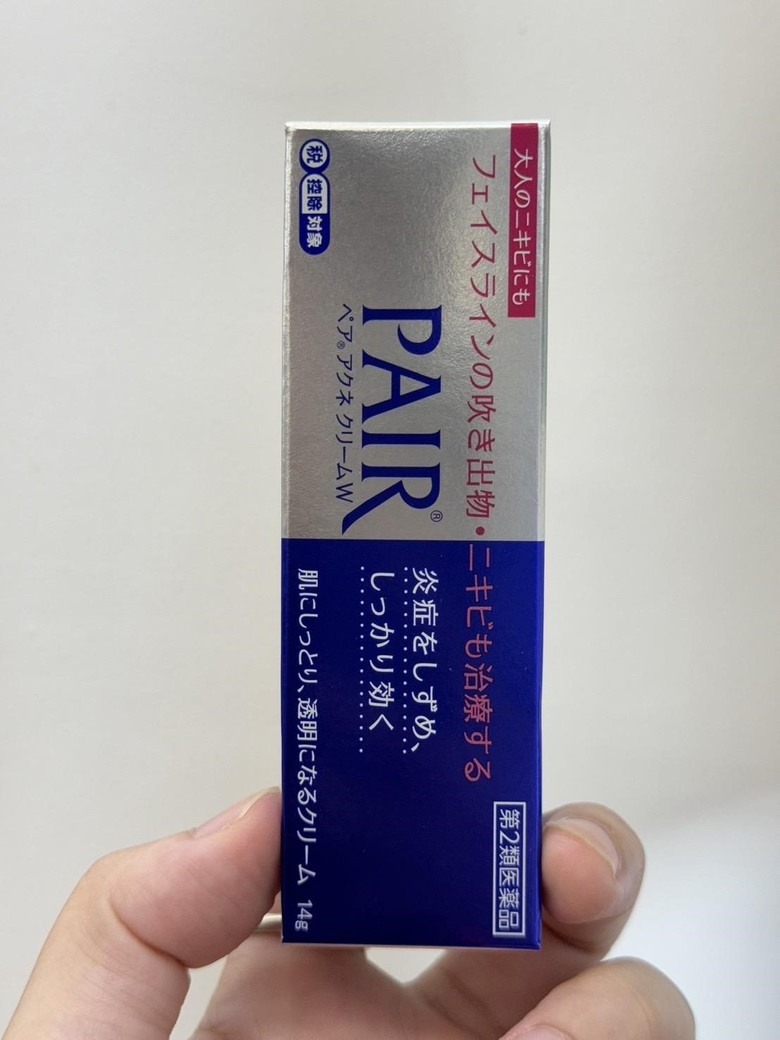 大人のニキビにも
フェイスラインの吹き出物・ニキビも治療する
PAIR®
ペア®アクネクリームW
税 控除対象
炎症をしずめ、
しっかり効く
肌にしっとり、透明になるクリーム 14g
第2類医薬品